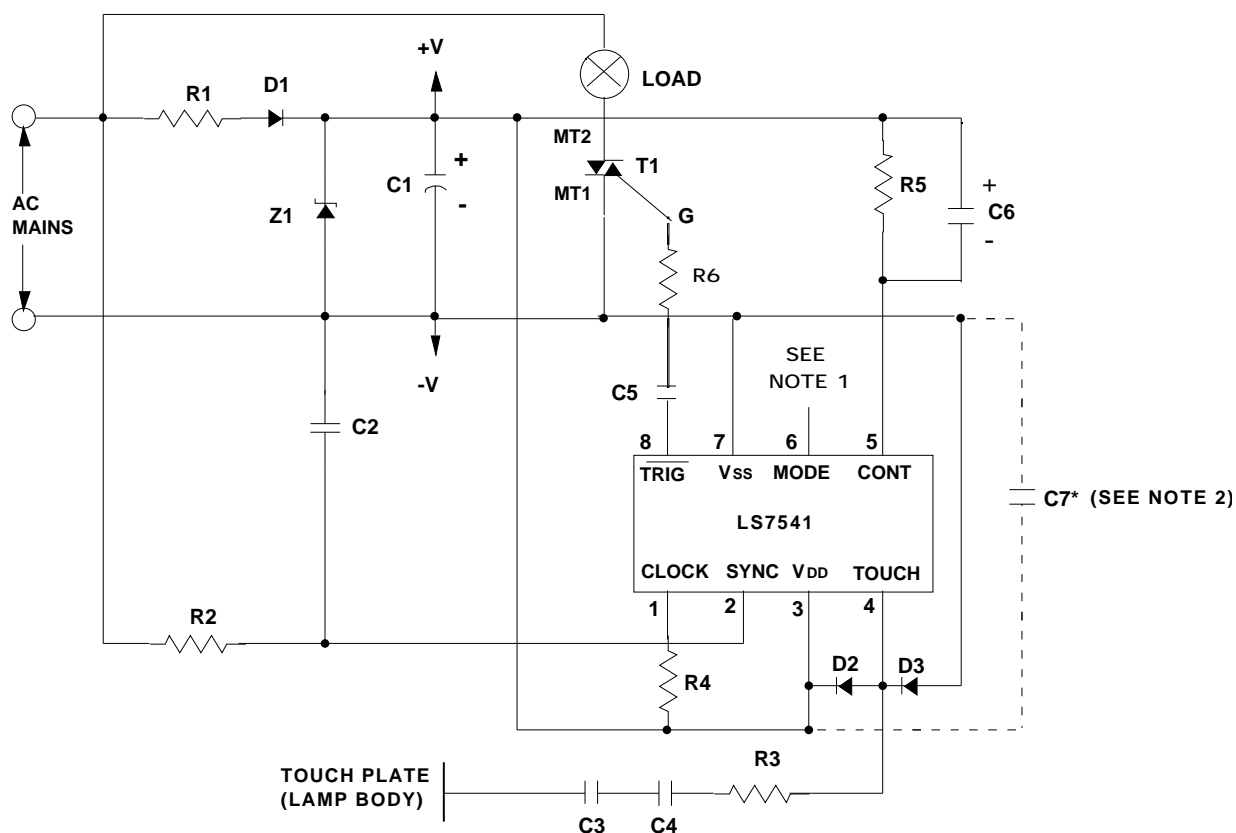 +V
LOAD
D1
R1
MT2
T1
MT1
+
C1
-
R5
+
C6
-
AC
MAINS
Z1
G
R6
-V
SEE
NOTE 1
C5
C2
8 7 6 5
TRIG VSS MODE CONT
C7* (SEE NOTE 2)
LS7541
CLOCK SYNC VDD TOUCH
1 2 3 4
R2
D2 D3
R4
R3
TOUCH PLATE
(LAMP BODY)
C3 C4